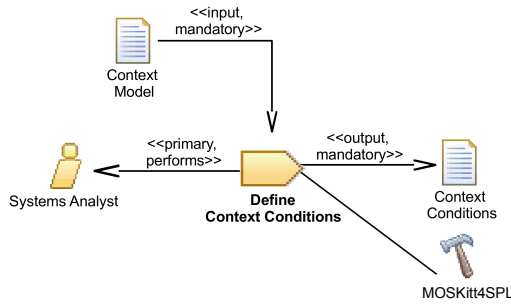 <<input,
mandatory>>
Context
Model
<<primary,
performs>>
<<output,
mandatory>>
Systems Analyst
Define
Context Conditions
Context
Conditions
MOSKitt4SPL